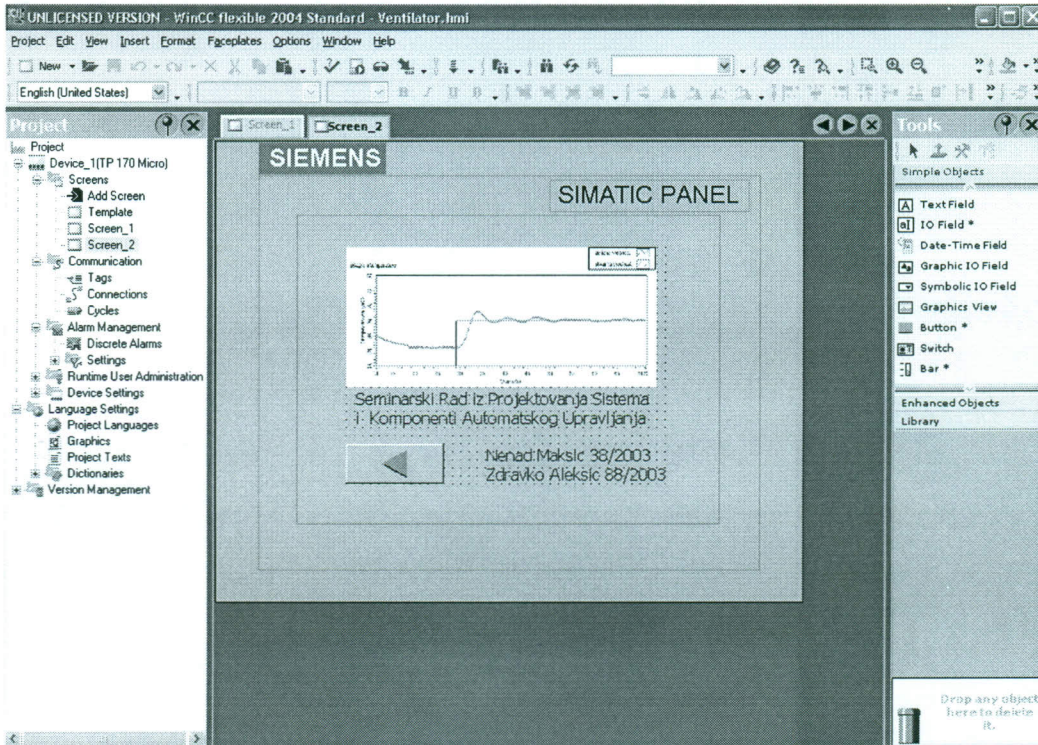 UNLICENSED VERSION - WinCC flexible 2004 Standard - Ventilator.hmi
Project Edit View Insert Format Faceplates Options Window Help
New
English (United States)
B I U
Project
Screen_1
Screen_2
Tools
Project
Device_1(TP 170 Micro)
Screens
Add Screen
Template
Screen_1
Screen_2
Communication
Tags
Connections
Cycles
Alarm Management
Discrete Alarms
Settings
Runtime User Administration
Device Settings
Language Settings
Project Languages
Graphics
Project Texts
Dictionaries
Version Management
SIEMENS
SIMATIC PANEL
Seminarski Rad iz Projektovanja Sistema
i Komponenti Automatskog Upravljanja
Nenad Maksic 38/2003
Zdravko Aleksic 88/2003
Simple Objects
Text Field
IO Field *
Date-Time Field
Graphic IO Field
Symbolic IO Field
Graphics View
Button *
Switch
Bar *
Enhanced Objects
Library
Drop any object
here to delete
it.